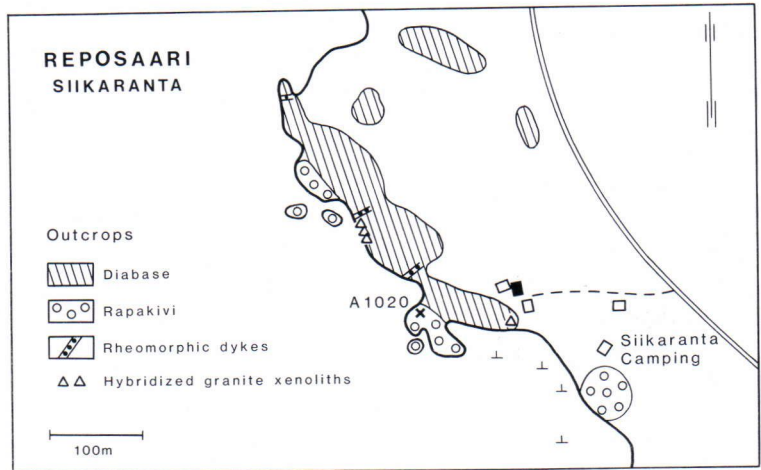 REPOSAARI
SIIKARANTA
Outcrops
Diabase
Rapakivi
Rheomorphic dykes
Hybridized granite xenoliths
100m
A1020
Siikaranta
Camping